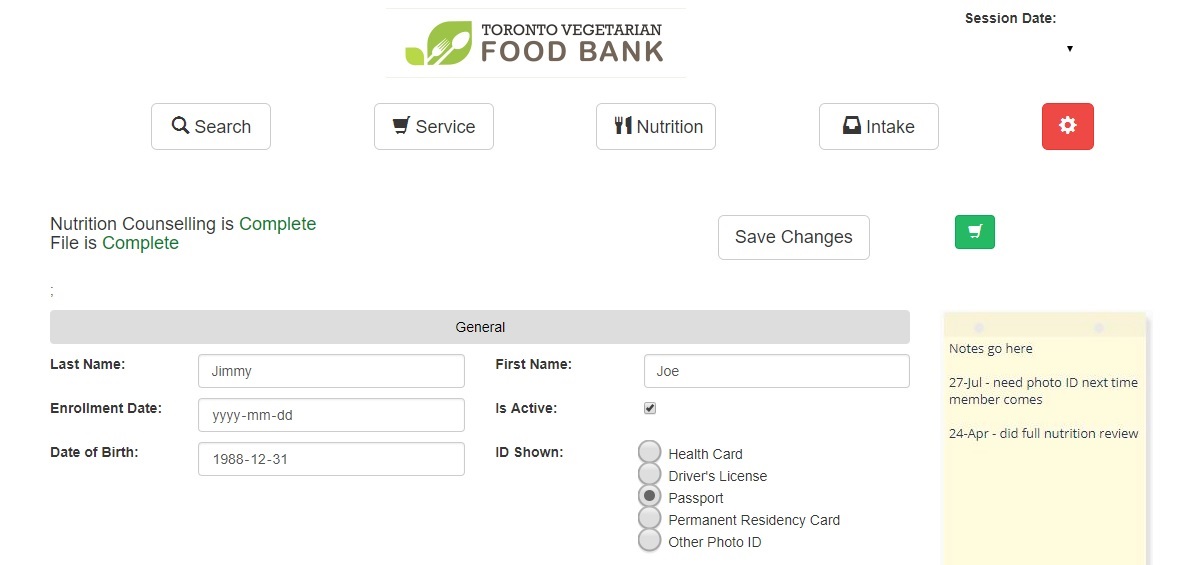 TORONTO VEGETARIAN
FOOD BANK
Session Date:
Search
Service
Nutrition
Intake
Nutrition Counselling is Complete
File is Complete
Save Changes
;
General
Last Name:
Jimmy
First Name:
Joe
Enrollment Date:
yyyy-mm-dd
Is Active:
Date of Birth:
1988-12-31
ID Shown:
Health Card
Driver's License
Passport
Permanent Residency Card
Other Photo ID
Notes go here
27-Jul - need photo ID next time
member comes
24-Apr - did full nutrition review